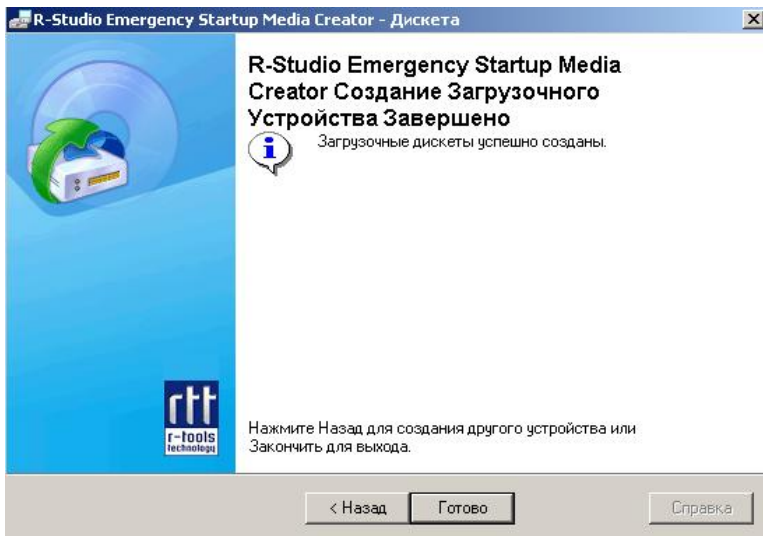 R-Studio Emergency Startup Media Creator - Дискета
R-Studio Emergency Startup Media
Creator Создание Загрузочного
Устройства Завершено
Загрузочные дискеты успешно созданы.
rtt
r-tools
technology
Нажмите Назад для создания другого устройства или
Закончить для выхода.
< Назад
Готово
Справка